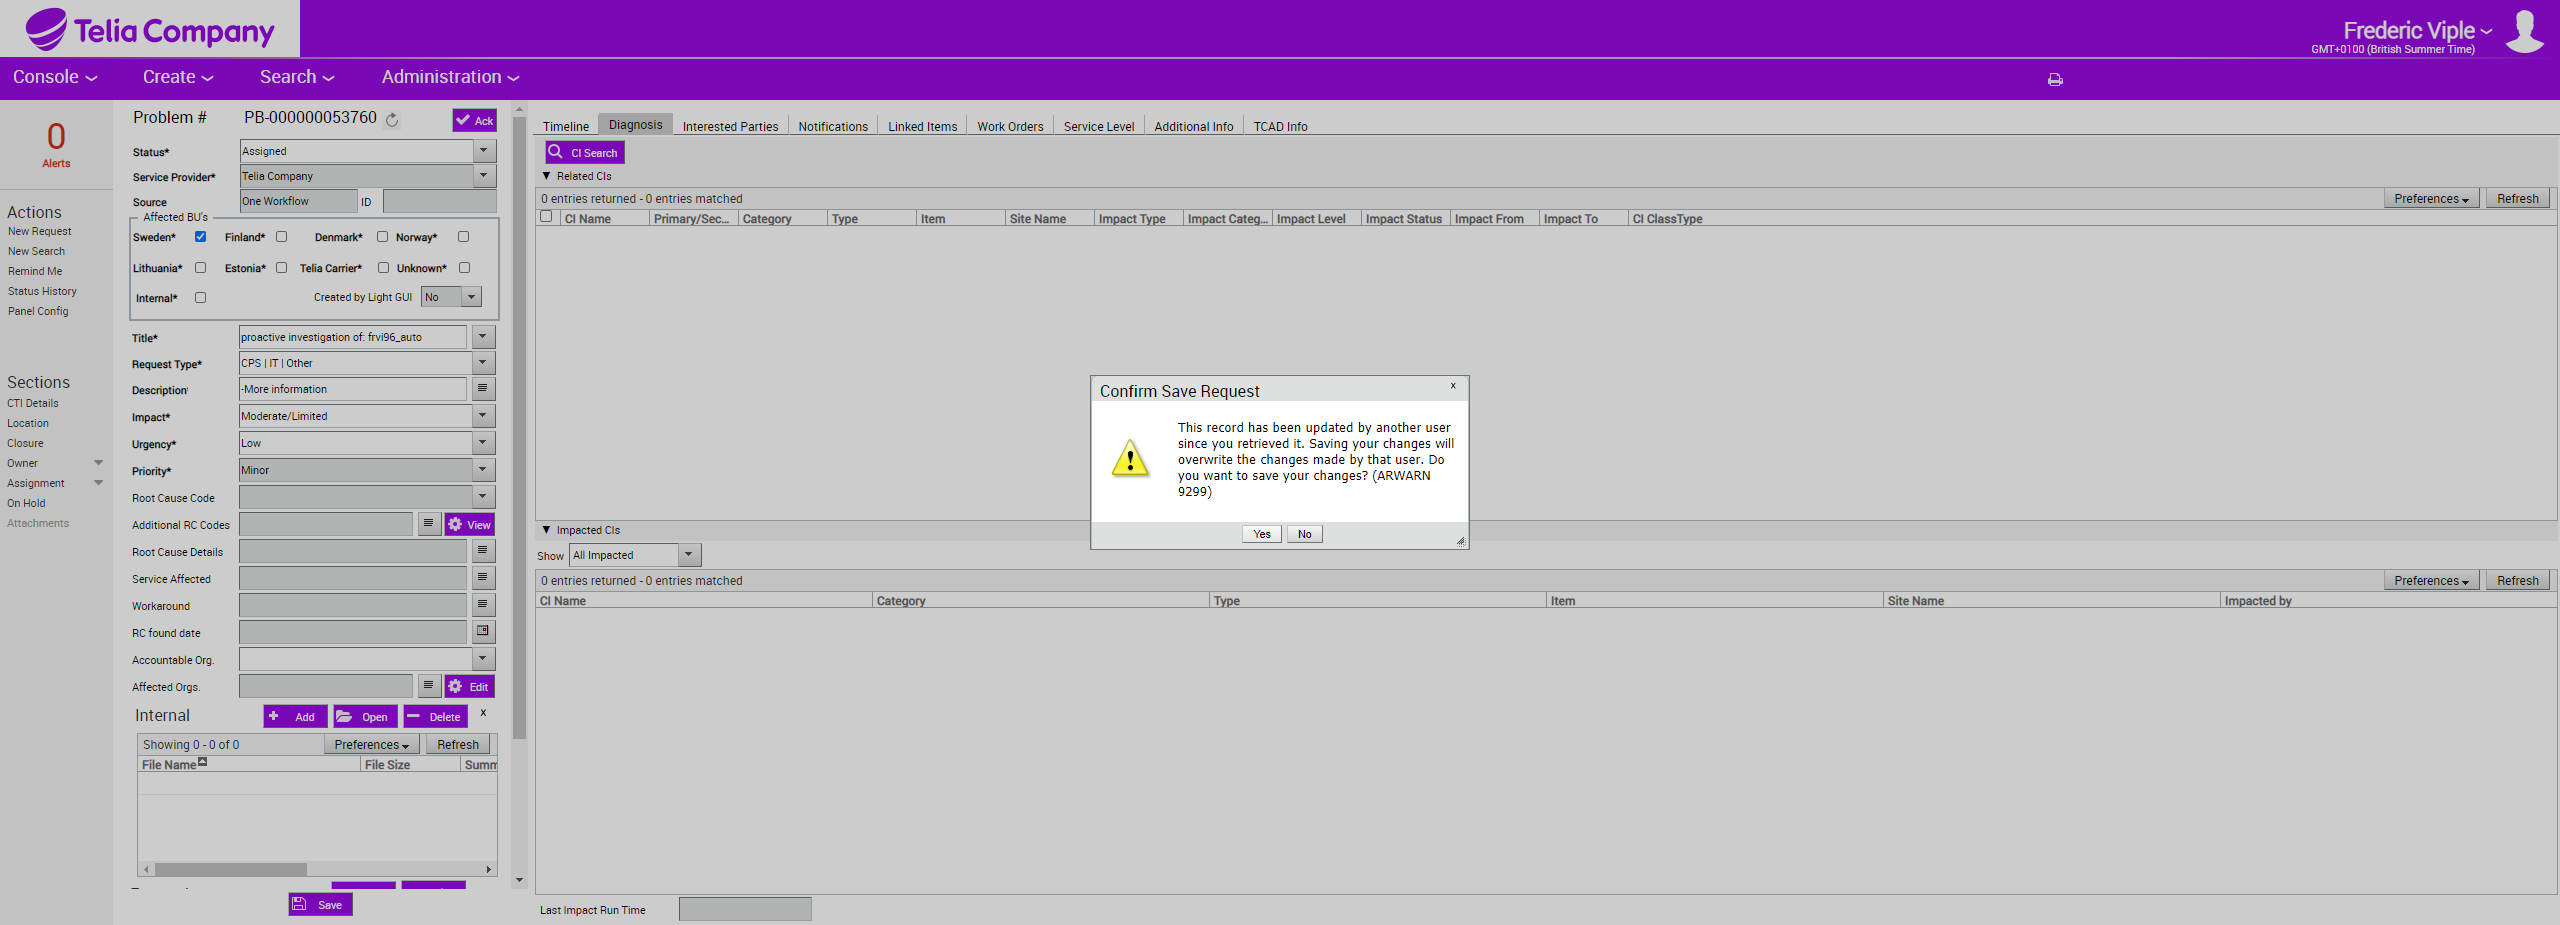 Telia Company
Frederic Viple
GMT+0100 (British Summer Time)
Console
Create
Search
Administration
0
Alerts
Actions
New Request
New Search
Remind Me
Status History
Panel Config
Sections
CTI Details
Location
Closure
Owner
Assignment
On Hold
Attachments
Problem # PB-000000053760
Ack
Status* Assigned
Service Provider* Telia Company
Source One Workflow ID
Affected BU's
Sweden* Finland* Denmark* Norway*
Lithuania* Estonia* Telia Carrier* Unknown*
Internal* Created by Light GUI No
Title* proactive investigation of: frvi96_auto
Request Type* CPS | IT | Other
Description -More information
Impact* Moderate/Limited
Urgency* Low
Priority* Minor
Root Cause Code
Additional RC Codes View
Root Cause Details
Service Affected
Workaround
RC found date
Accountable Org.
Affected Orgs. Edit
Internal Add Open Delete x
Showing 0 - 0 of 0 Preferences Refresh
File Name File Size Summ
Save
Timeline Diagnosis Interested Parties Notifications Linked Items Work Orders Service Level Additional Info TCAD Info
CI Search
Related CIs
0 entries returned - 0 entries matched Preferences Refresh
CI Name Primary/Sec... Category Type Item Site Name Impact Type Impact Categ... Impact Level Impact Status Impact From Impact To CI ClassType
Confirm Save Request x
This record has been updated by another user
since you retrieved it. Saving your changes will
overwrite the changes made by that user. Do
you want to save your changes? (ARWARN
9299)
Yes No
Impacted CIs
Show All Impacted
0 entries returned - 0 entries matched Preferences Refresh
CI Name Category Type Item Site Name Impacted by
Last Impact Run Time